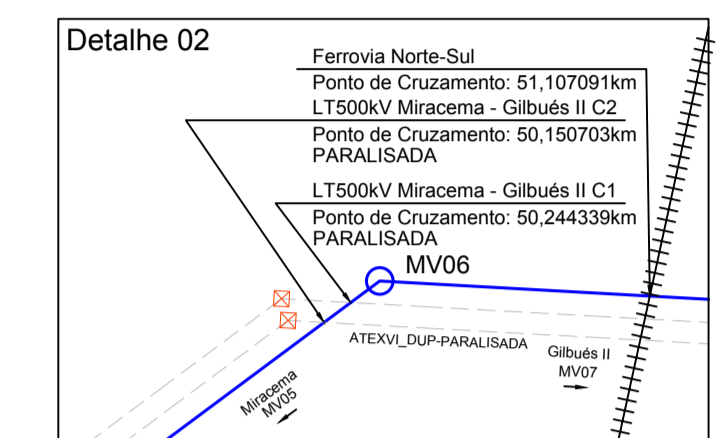 Detalhe 02
Ferrovia Norte-Sul
Ponto de Cruzamento: 51,107091km
LT500kV Miracema - Gilbués II C2
Ponto de Cruzamento: 50,150703km
PARALISADA
LT500kV Miracema - Gilbués II C1
Ponto de Cruzamento: 50,244339km
PARALISADA
MV06
ATEXVI_DUP-PARALISADA
Gilbués II
MV07
Miracema
MV05